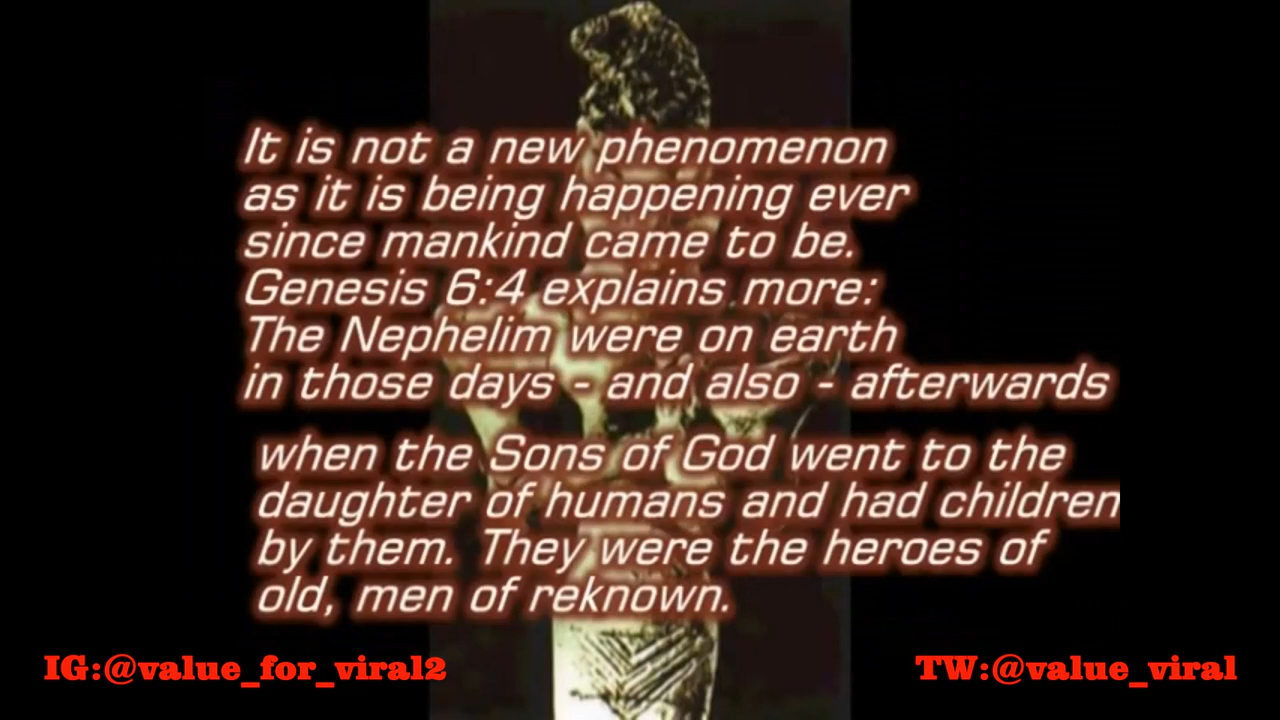 It is not a new phenomenon
as it is being happening ever
since mankind came to be.
Genesis 6:4 explains more:
The Nephelim were on earth
in those days - and also - afterwards
when the Sons of God went to the
daughter of humans and had children
by them. They were the heroes of
old, men of reknown.
IG:@value_for_viral2
TW:@value_viral